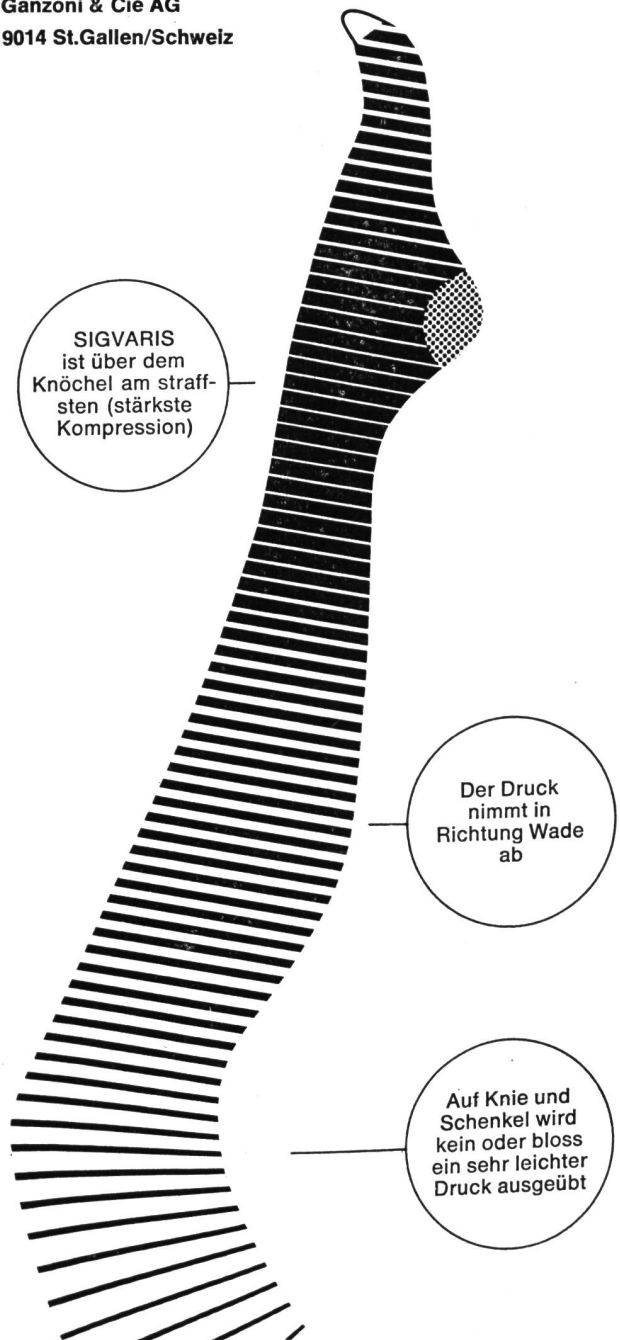 Ganzoni & Cie AG
9014 St.Gallen/Schweiz
SIGVARIS
ist über dem
Knöchel am straff-
sten (stärkste
Kompression)
Der Druck
nimmt in
Richtung Wade
ab
Auf Knie und
Schenkel wird
kein oder bloss
ein sehr leichter
Druck ausgeübt